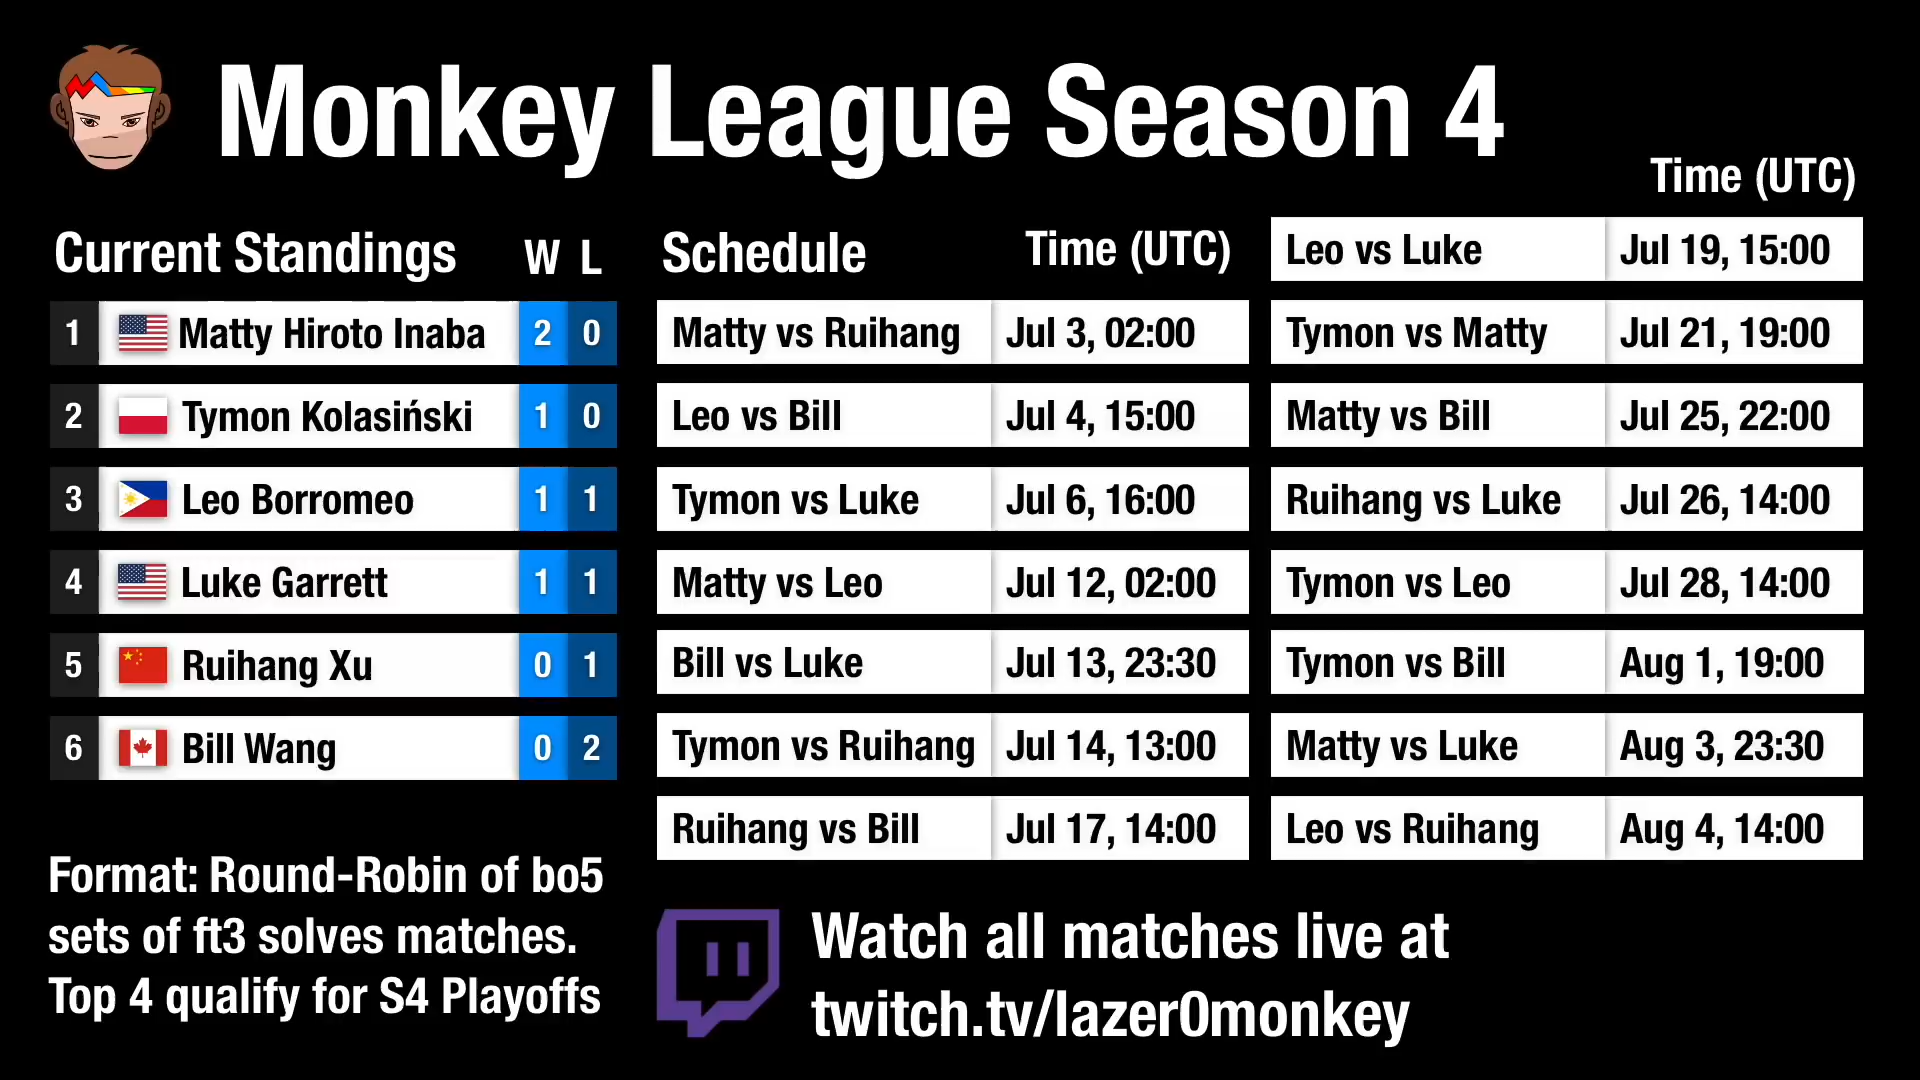 Monkey League Season 4
Current Standings W L
1 Matty Hiroto Inaba 2 0
2 Tymon Kolasiński 1 0
3 Leo Borromeo 1 1
4 Luke Garrett 1 1
5 Ruihang Xu 0 1
6 Bill Wang 0 2
Format: Round-Robin of bo5
sets of ft3 solves matches.
Top 4 qualify for S4 Playoffs
Schedule Time (UTC)
Matty vs Ruihang Jul 3, 02:00
Leo vs Bill Jul 4, 15:00
Tymon vs Luke Jul 6, 16:00
Matty vs Leo Jul 12, 02:00
Bill vs Luke Jul 13, 23:30
Tymon vs Ruihang Jul 14, 13:00
Ruihang vs Bill Jul 17, 14:00
Time (UTC)
Leo vs Luke Jul 19, 15:00
Tymon vs Matty Jul 21, 19:00
Matty vs Bill Jul 25, 22:00
Ruihang vs Luke Jul 26, 14:00
Tymon vs Leo Jul 28, 14:00
Tymon vs Bill Aug 1, 19:00
Matty vs Luke Aug 3, 23:30
Leo vs Ruihang Aug 4, 14:00
Watch all matches live at
twitch.tv/lazer0monkey